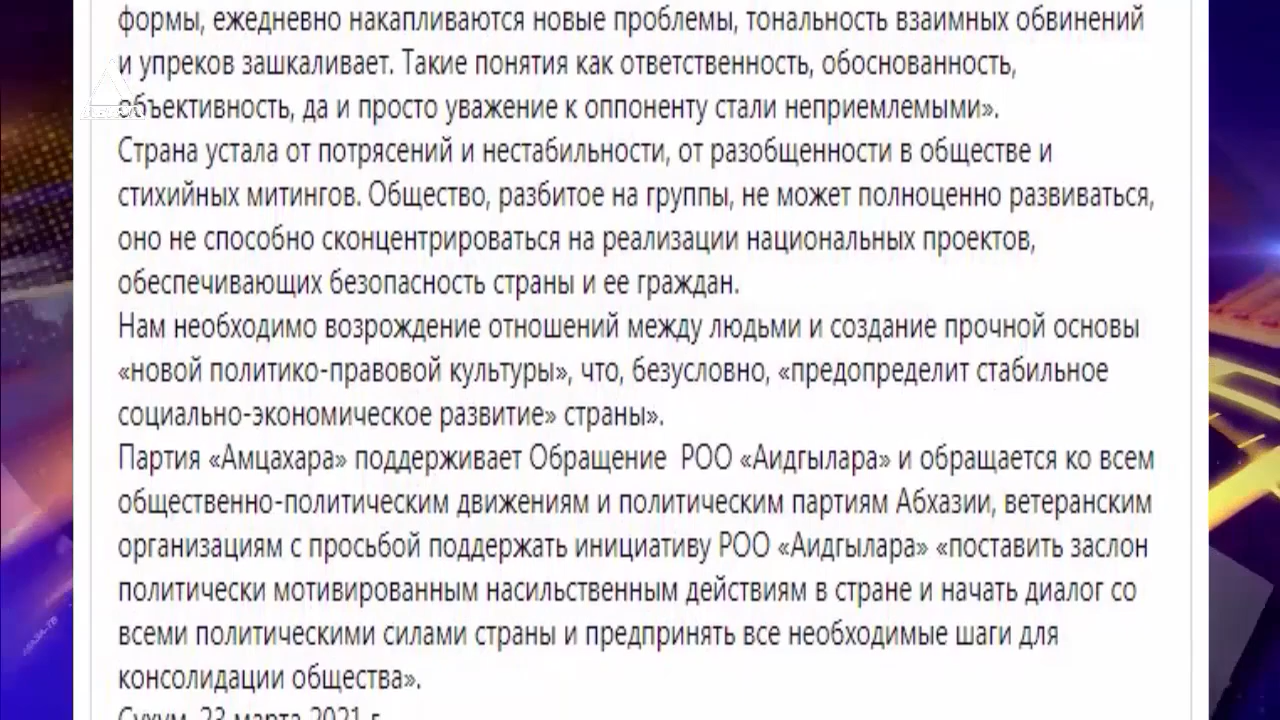 формы, ежедневно накапливаются новые проблемы, тональность взаимных обвинений
и упреков зашкаливает. Такие понятия как ответственность, обоснованность,
объективность, да и просто уважение к оппоненту стали неприемлемыми».
Страна устала от потрясений и нестабильности, от разобщенности в обществе и
стихийных митингов. Общество, разбитое на группы, не может полноценно развиваться,
оно не способно сконцентрироваться на реализации национальных проектов,
обеспечивающих безопасность страны и ее граждан.
Нам необходимо возрождение отношений между людьми и создание прочной основы
«новой политико-правовой культуры», что, безусловно, «предопределит стабильное
социально-экономическое развитие» страны».
Партия «Амцахара» поддерживает Обращение РОО «Аидгылара» и обращается ко всем
общественно-политическим движениям и политическим партиям Абхазии, ветеранским
организациям с просьбой поддержать инициативу РОО «Аидгылара» «поставить заслон
политически мотивированным насильственным действиям в стране и начать диалог со
всеми политическими силами страны и предпринять все необходимые шаги для
консолидации общества».
Сухум, 23 марта 2021 г.